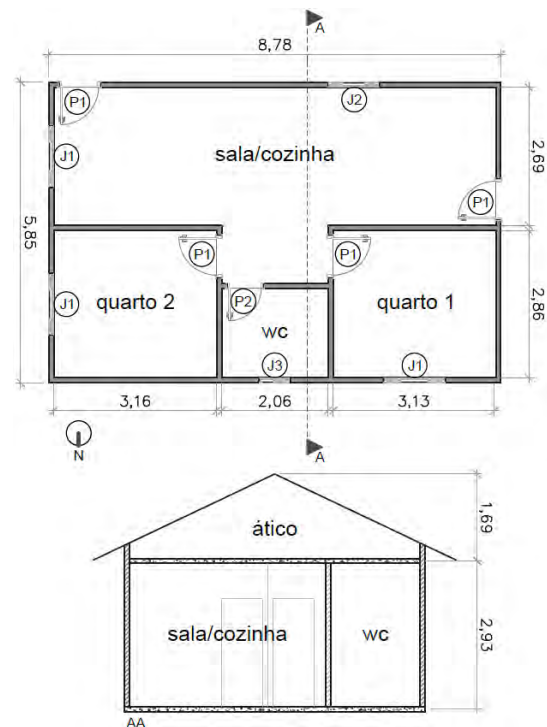 A
8,78
P1
J2
J1
sala/cozinha
2,69
P1
5,85
P1
P1
J1
quarto 2
P2
quarto 1
wc
2,86
J3
J1
3,16
2,06
3,13
N
A
ático
1,69
sala/cozinha
wc
2,93
AA